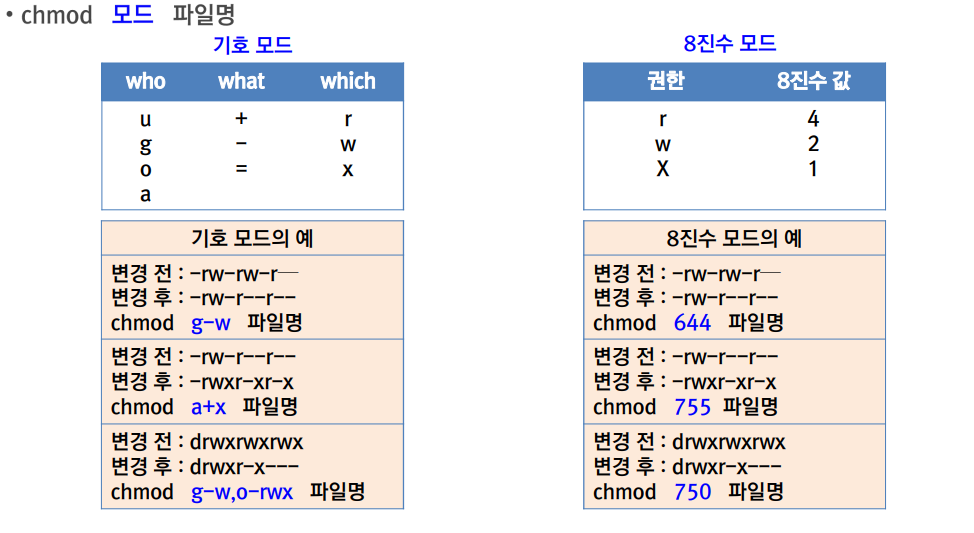 • chmod 모드 파일명
기호 모드
who what which
u + r
g - w
o = x
a
기호 모드의 예
변경 전 : -rw-rw-r—
변경 후 : -rw-r--r--
chmod g-w 파일명
변경 전 : -rw-r--r--
변경 후 : -rwxr-xr-x
chmod a+x 파일명
변경 전 : drwxrwxrwx
변경 후 : drwxr-x---
chmod g-w,o-rwx 파일명
8진수 모드
권한 8진수 값
r 4
w 2
X 1
8진수 모드의 예
변경 전 : -rw-rw-r—
변경 후 : -rw-r--r--
chmod 644 파일명
변경 전 : -rw-r--r--
변경 후 : -rwxr-xr-x
chmod 755 파일명
변경 전 : drwxrwxrwx
변경 후 : drwxr-x---
chmod 750 파일명